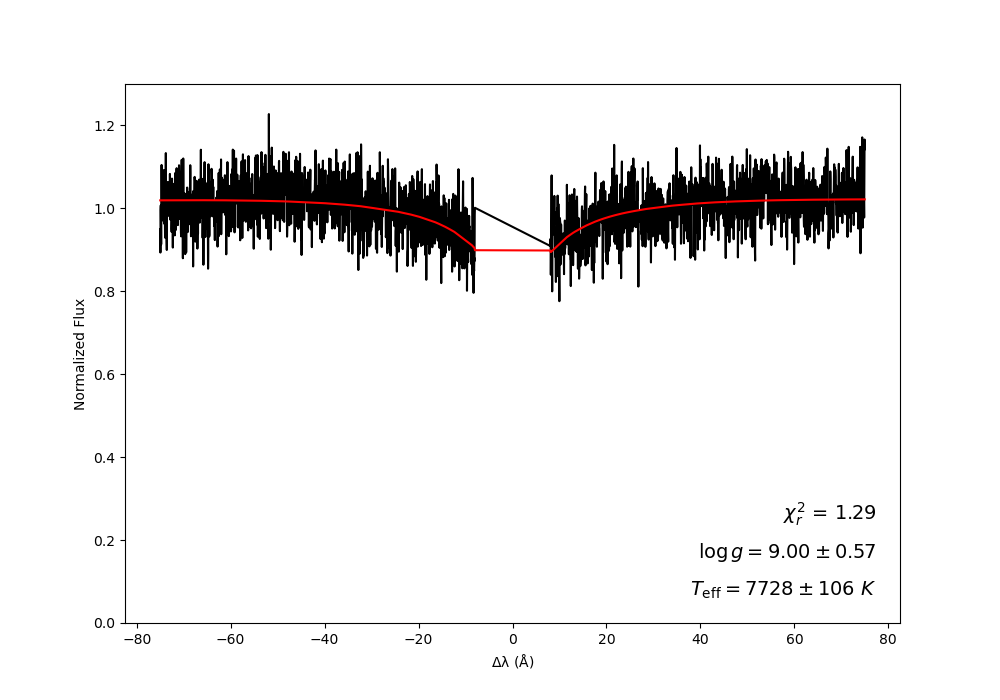 1.2
1.0
0.8
0.6
0.4
0.2
0.0
Normalized Flux
χ²ᵣ = 1.29
log g = 9.00 ± 0.57
T_eff = 7728 ± 106 K
−80 −60 −40 −20 0 20 40 60 80
Δλ (Å)